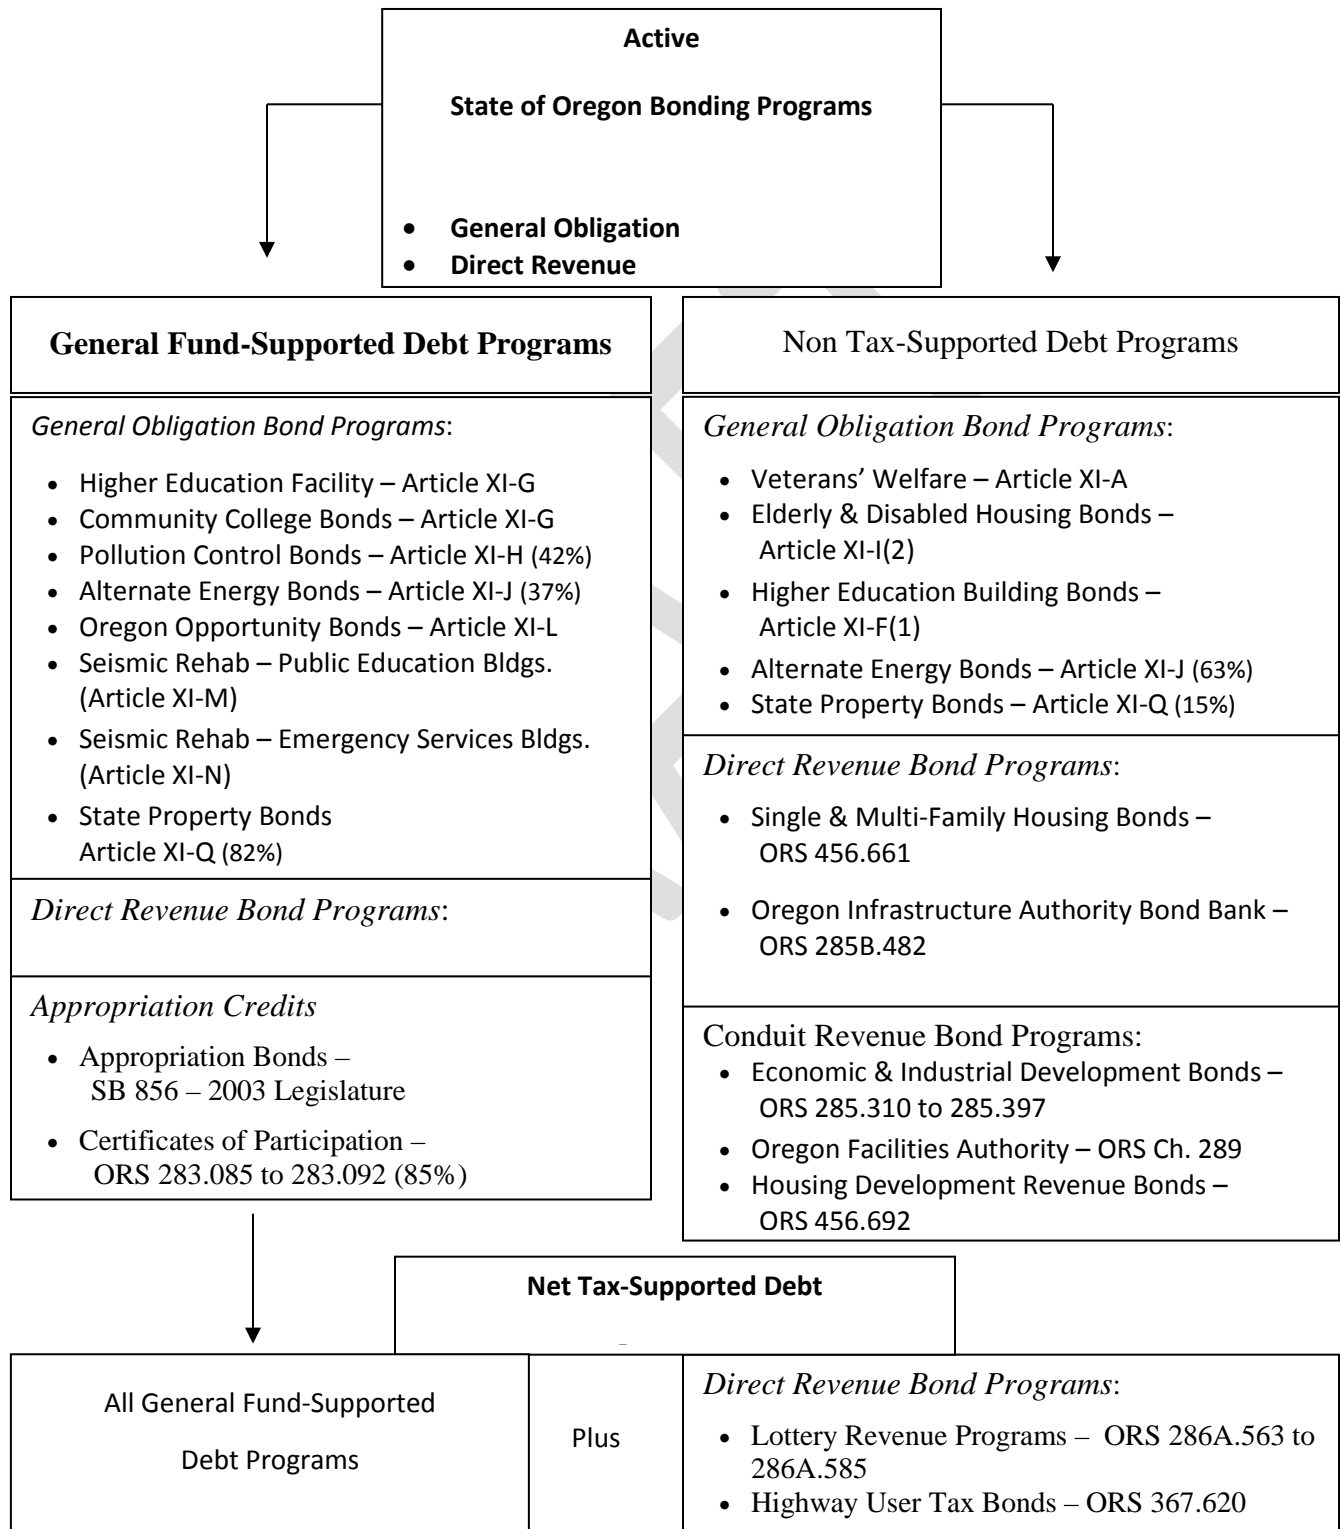 Active
State of Oregon Bonding Programs
• General Obligation
• Direct Revenue
General Fund-Supported Debt Programs
General Obligation Bond Programs:
• Higher Education Facility – Article XI-G
• Community College Bonds – Article XI-G
• Pollution Control Bonds – Article XI-H (42%)
• Alternate Energy Bonds – Article XI-J (37%)
• Oregon Opportunity Bonds – Article XI-L
• Seismic Rehab – Public Education Bldgs.
(Article XI-M)
• Seismic Rehab – Emergency Services Bldgs.
(Article XI-N)
• State Property Bonds
Article XI-Q (82%)
Direct Revenue Bond Programs:
Appropriation Credits
• Appropriation Bonds –
SB 856 – 2003 Legislature
• Certificates of Participation –
ORS 283.085 to 283.092 (85%)
Non Tax-Supported Debt Programs
General Obligation Bond Programs:
• Veterans’ Welfare – Article XI-A
• Elderly & Disabled Housing Bonds –
Article XI-I(2)
• Higher Education Building Bonds –
Article XI-F(1)
• Alternate Energy Bonds – Article XI-J (63%)
• State Property Bonds – Article XI-Q (15%)
Direct Revenue Bond Programs:
• Single & Multi-Family Housing Bonds –
ORS 456.661
• Oregon Infrastructure Authority Bond Bank –
ORS 285B.482
Conduit Revenue Bond Programs:
• Economic & Industrial Development Bonds –
ORS 285.310 to 285.397
• Oregon Facilities Authority – ORS Ch. 289
• Housing Development Revenue Bonds –
ORS 456.692
Net Tax-Supported Debt
All General Fund-Supported
Debt Programs
Plus
Direct Revenue Bond Programs:
• Lottery Revenue Programs – ORS 286A.563 to
286A.585
• Highway User Tax Bonds – ORS 367.620